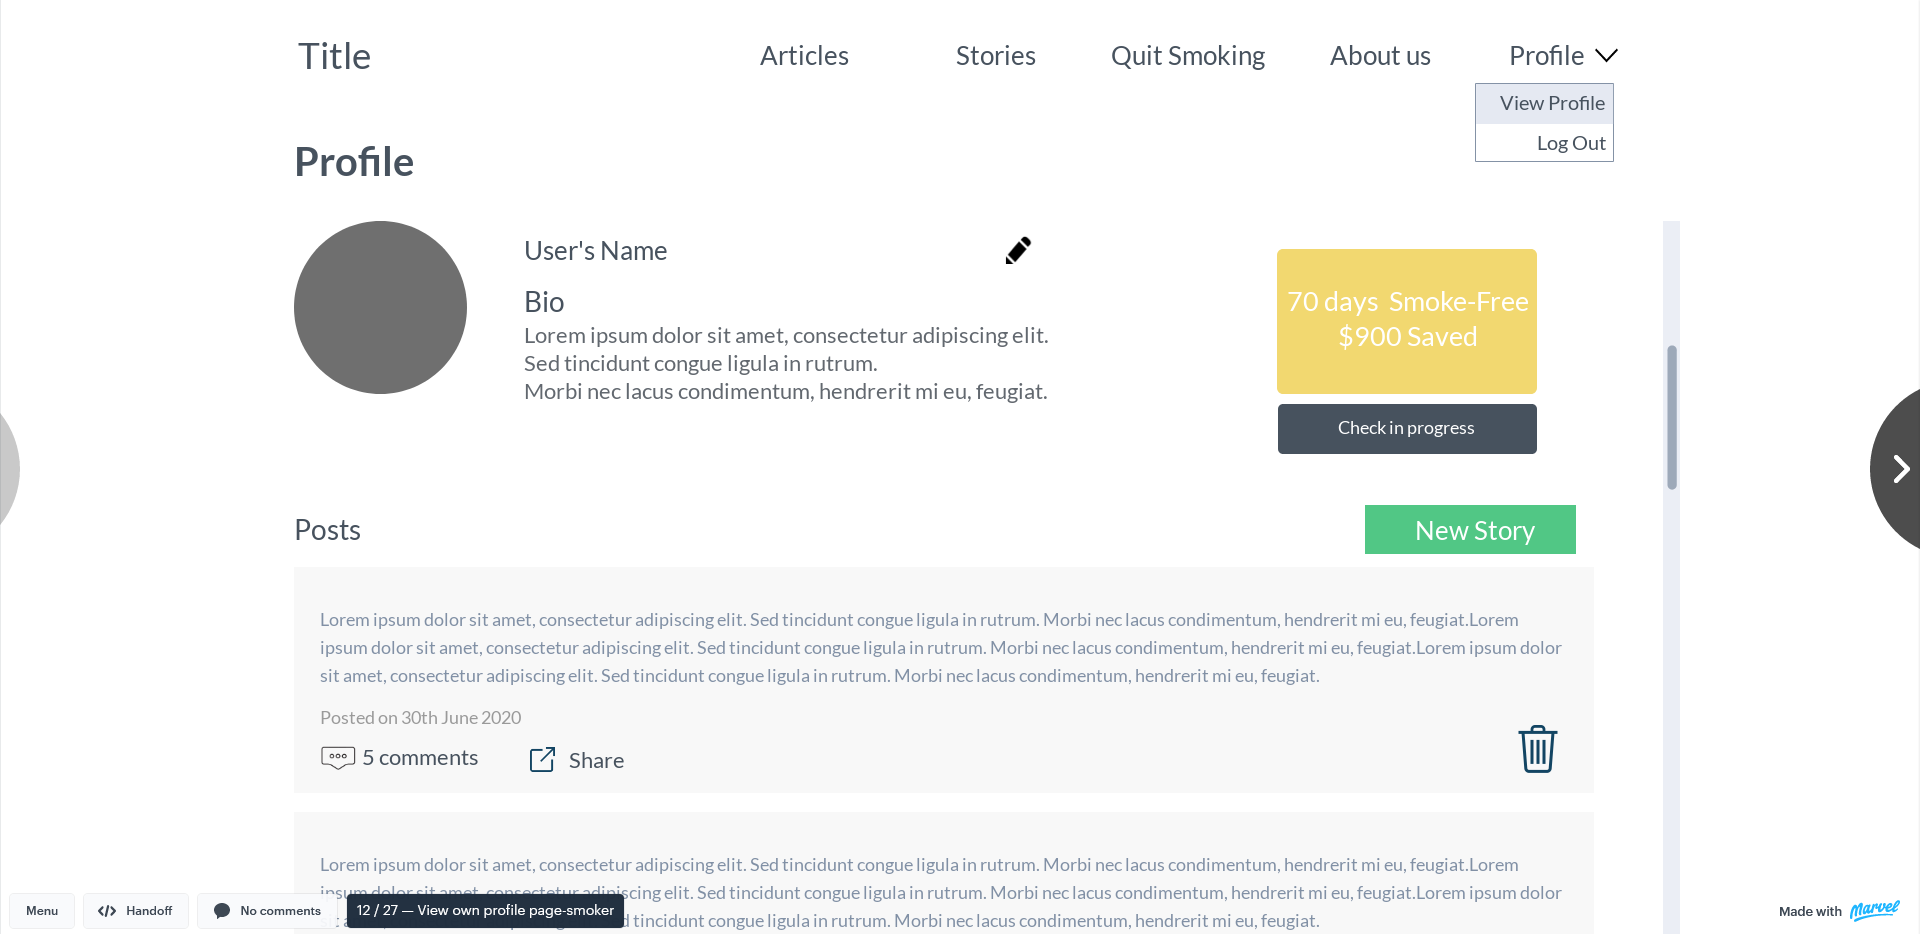 Title
Articles
Stories
Quit Smoking
About us
Profile
View Profile
Log Out
Profile
User's Name
Bio
Lorem ipsum dolor sit amet, consectetur adipiscing elit.
Sed tincidunt congue ligula in rutrum.
Morbi nec lacus condimentum, hendrerit mi eu, feugiat.
70 days Smoke-Free
$900 Saved
Check in progress
Posts
New Story
Lorem ipsum dolor sit amet, consectetur adipiscing elit. Sed tincidunt congue ligula in rutrum. Morbi nec lacus condimentum, hendrerit mi eu, feugiat.Lorem
ipsum dolor sit amet, consectetur adipiscing elit. Sed tincidunt congue ligula in rutrum. Morbi nec lacus condimentum, hendrerit mi eu, feugiat.Lorem ipsum dolor
sit amet, consectetur adipiscing elit. Sed tincidunt congue ligula in rutrum. Morbi nec lacus condimentum, hendrerit mi eu, feugiat.
Posted on 30th June 2020
5 comments
Share
Lorem ipsum dolor sit amet, consectetur adipiscing elit. Sed tincidunt congue ligula in rutrum. Morbi nec lacus condimentum, hendrerit mi eu, feugiat.Lorem
ipsum dolor sit amet, consectetur adipiscing elit. Sed tincidunt congue ligula in rutrum. Morbi nec lacus condimentum, hendrerit mi eu, feugiat.Lorem ipsum dolor
tincidunt congue ligula in rutrum. Morbi nec lacus condimentum, hendrerit mi eu, feugiat.
Menu
Handoff
No comments
12 / 27 — View own profile page-smoker
Made with Marvel